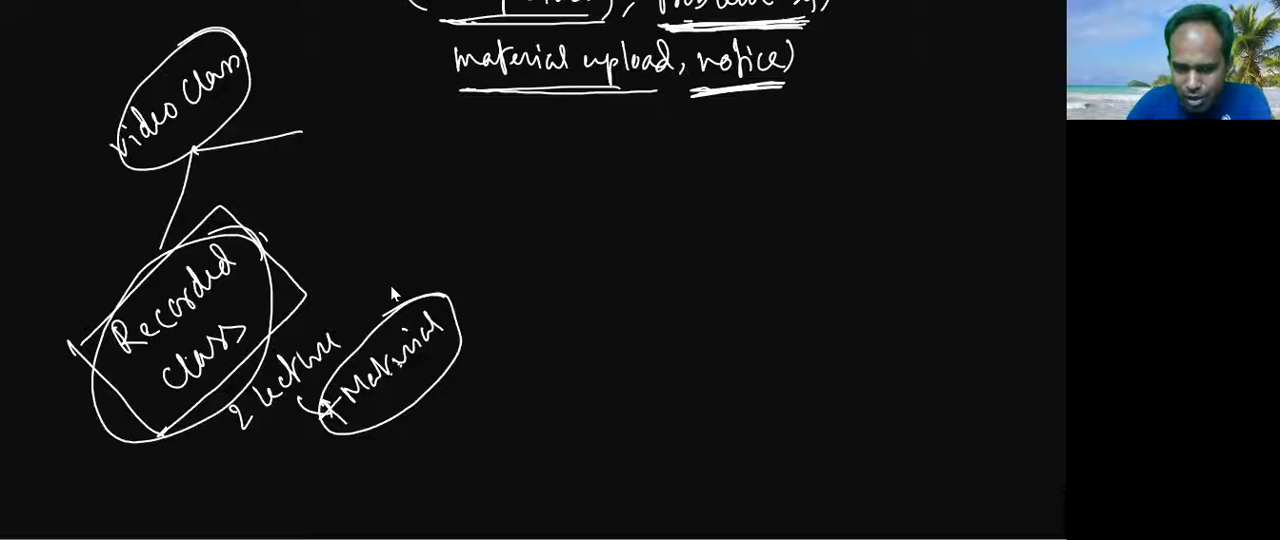 material upload, notice)
video class
Recorded
class
2 lecture
+ Material